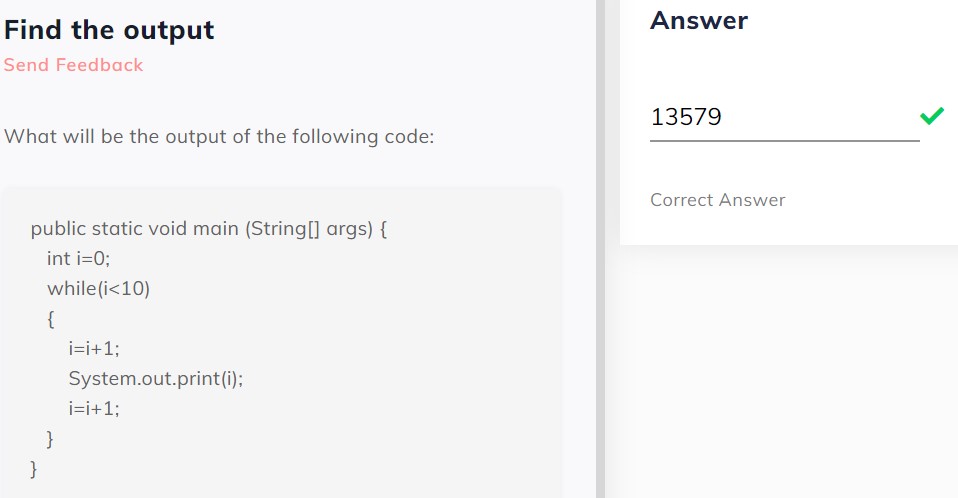 Find the output
Send Feedback
What will be the output of the following code:
public static void main (String[] args) {
int i=0;
while(i<10)
{
i=i+1;
System.out.print(i);
i=i+1;
}
}
Answer
13579
Correct Answer